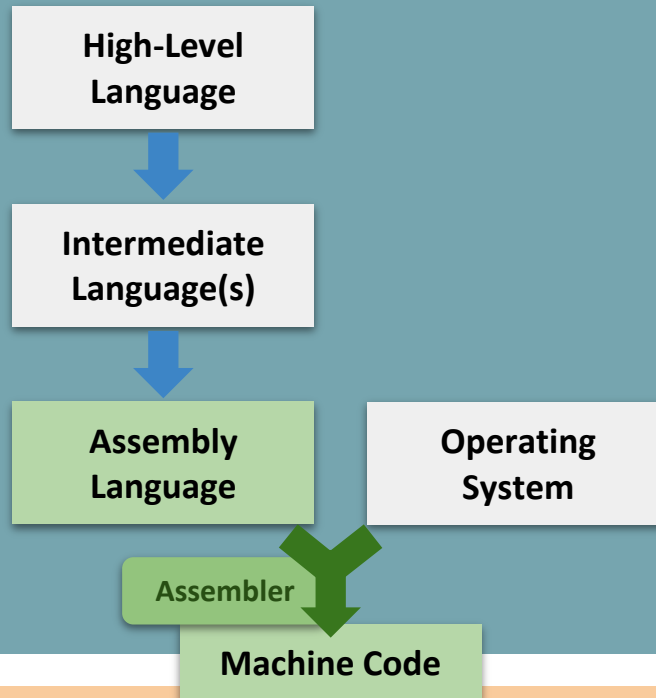 High-Level
Language
Intermediate
Language(s)
Assembly
Language
Operating
System
Assembler
Machine Code